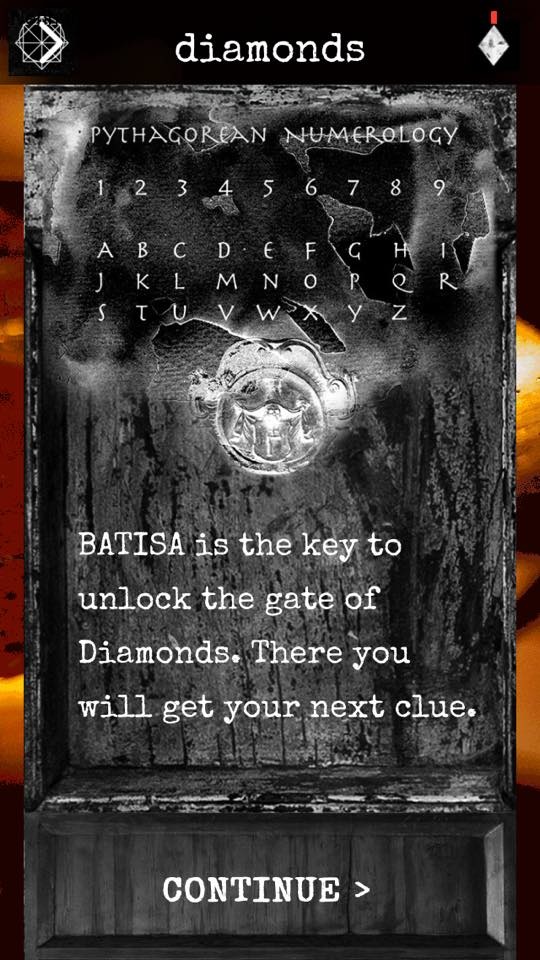 diamonds
PYTHAGOREAN NUMEROLOGY
1 2 3 4 5 6 7 8 9
A B C D E F G H I
J K L M N O P Q R
S T U V W X Y Z
BATISA is the key to
unlock the gate of
Diamonds. There you
will get your next clue.
CONTINUE >